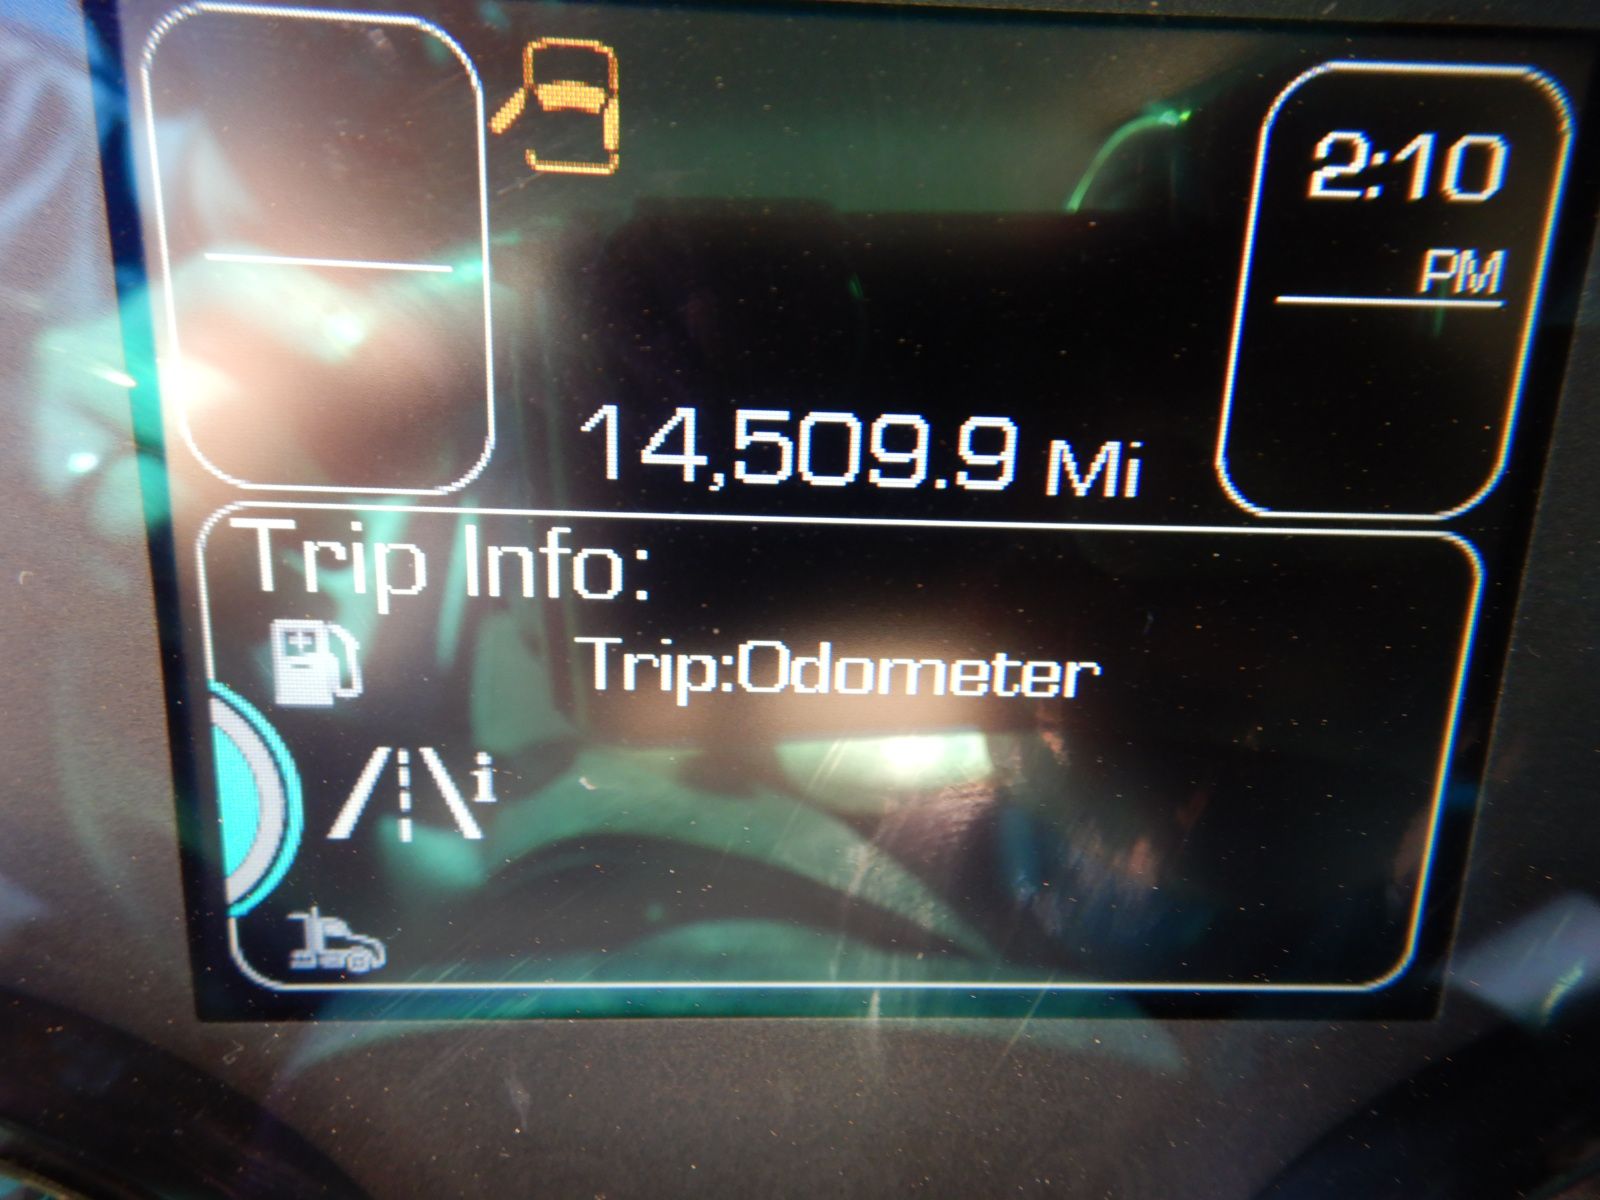 2:10
PM
14,509.9 Mi
Trip Info:
Trip:Odometer
i